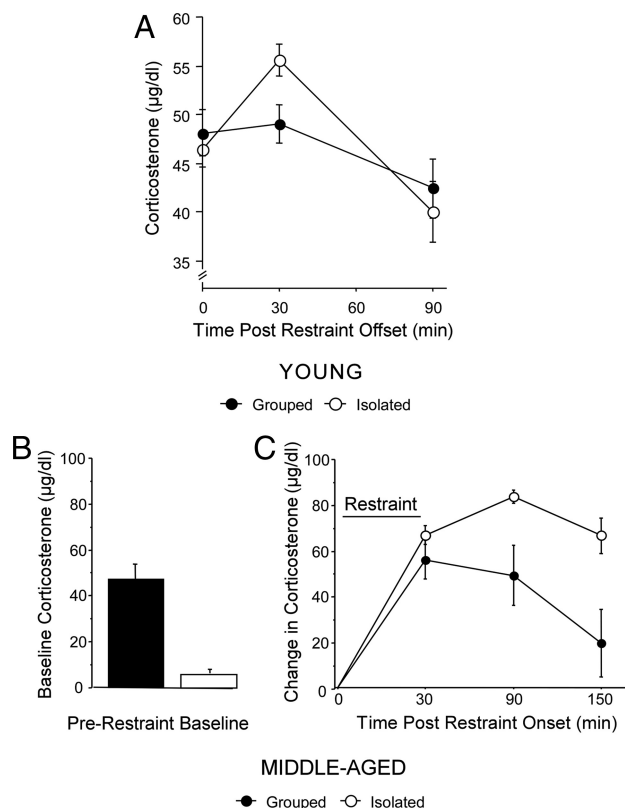 A
Corticosterone (µg/dl)
60
55
50
45
40
35
0 30 60 90
Time Post Restraint Offset (min)
YOUNG
Grouped Isolated
B
Baseline Corticosterone (µg/dl)
100
80
60
40
20
0
Pre-Restraint Baseline
C
Change in Corticosterone (µg/dl)
100
80
60
40
20
0
Restraint
0 30 90 150
Time Post Restraint Onset (min)
MIDDLE-AGED
Grouped Isolated